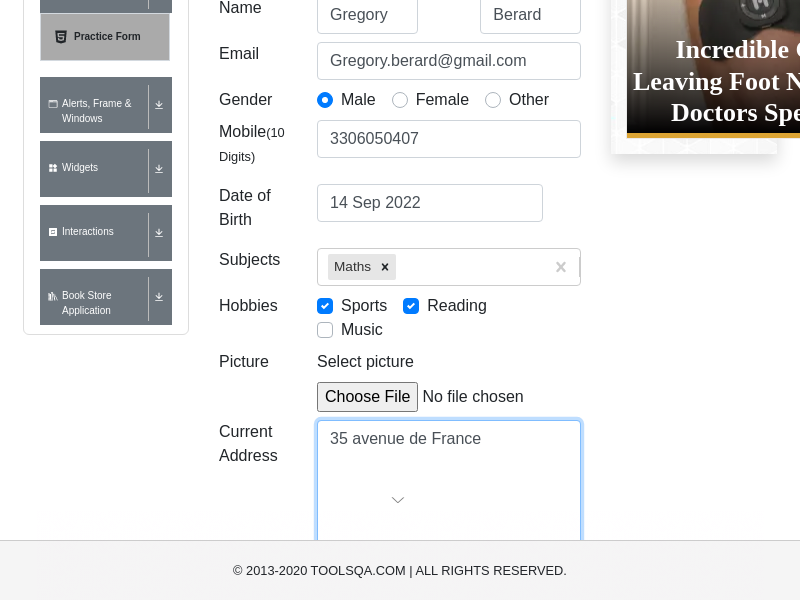 Name
Gregory
Berard
Practice Form
Email
Gregory.berard@gmail.com
Gender
Male
Female
Other
Mobile(10 Digits)
3306050407
Alerts, Frame & Windows
Widgets
Date of Birth
14 Sep 2022
Interactions
Subjects
Maths
Book Store Application
Hobbies
Sports
Reading
Music
Picture
Select picture
Choose File No file chosen
Current Address
35 avenue de France
Incredible
Leaving Foot N
Doctors Spe
© 2013-2020 TOOLSQA.COM | ALL RIGHTS RESERVED.